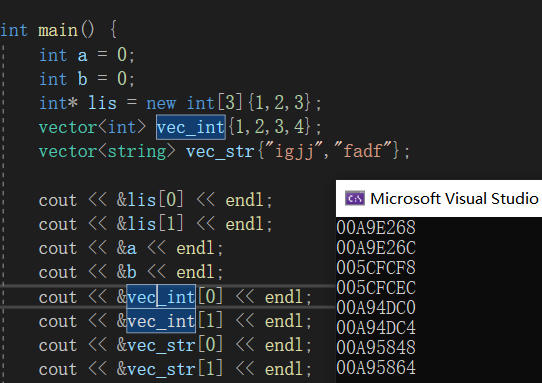 int main() {
int a = 0;
int b = 0;
int* lis = new int[3]{1,2,3};
vector<int> vec_int{1,2,3,4};
vector<string> vec_str{"igjj","fadf"};
cout << &lis[0] << endl;
cout << &lis[1] << endl;
cout << &a << endl;
cout << &b << endl;
cout << &vec_int[0] << endl;
cout << &vec_int[1] << endl;
cout << &vec_str[0] << endl;
cout << &vec_str[1] << endl;
Microsoft Visual Studio
00A9E268
00A9E26C
005CFCF8
005CFCEC
00A94DC0
00A94DC4
00A95848
00A95864